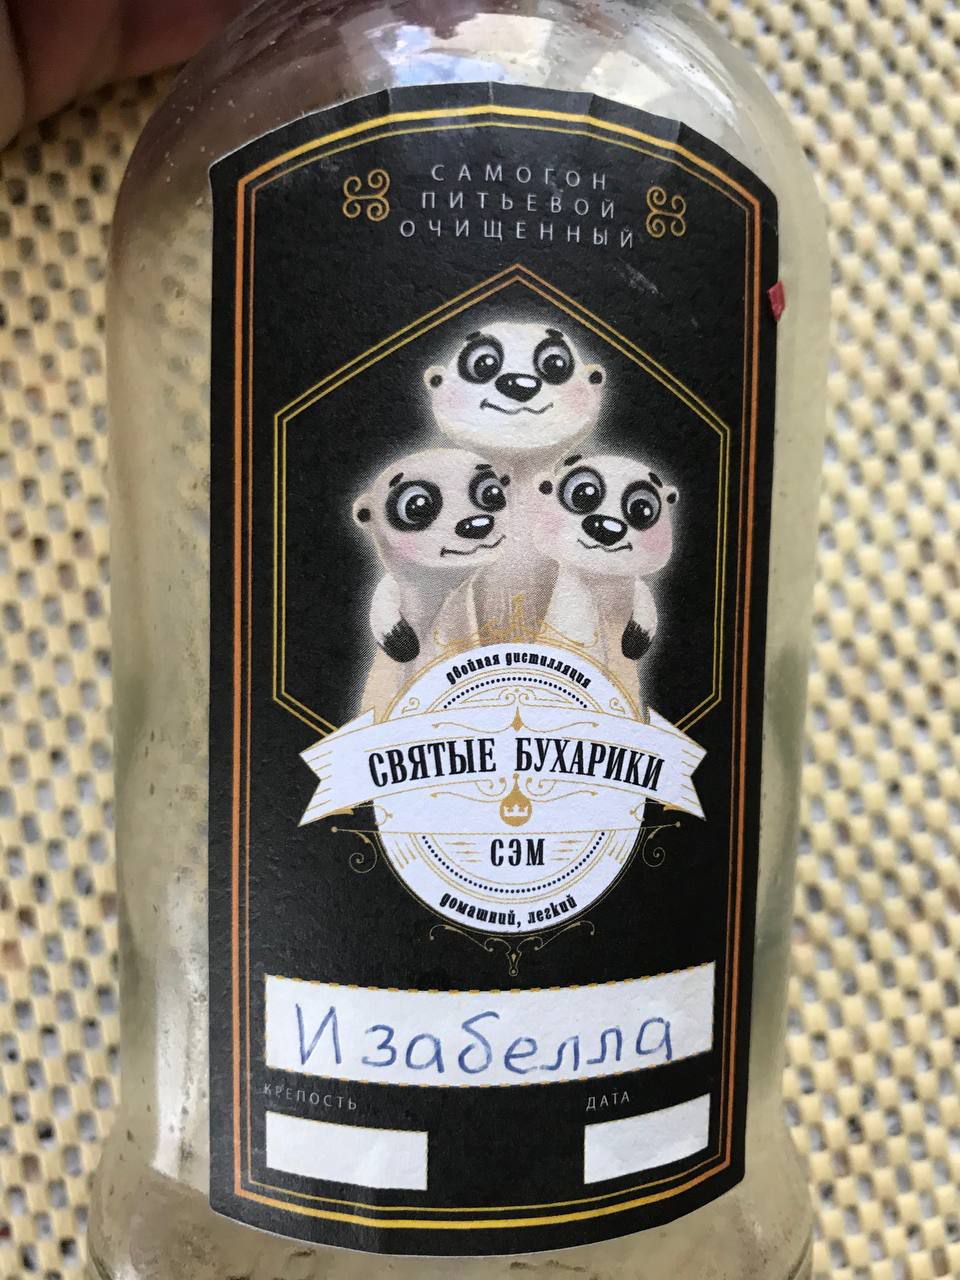 САМОГОН
ПИТЬЕВОЙ
ОЧИЩЕННЫЙ
двойная дистилляция
СВЯТЫЕ БУХАРИКИ
СЭМ
домашний, легкий
Изабелла
КРЕПОСТЬ
ДАТА